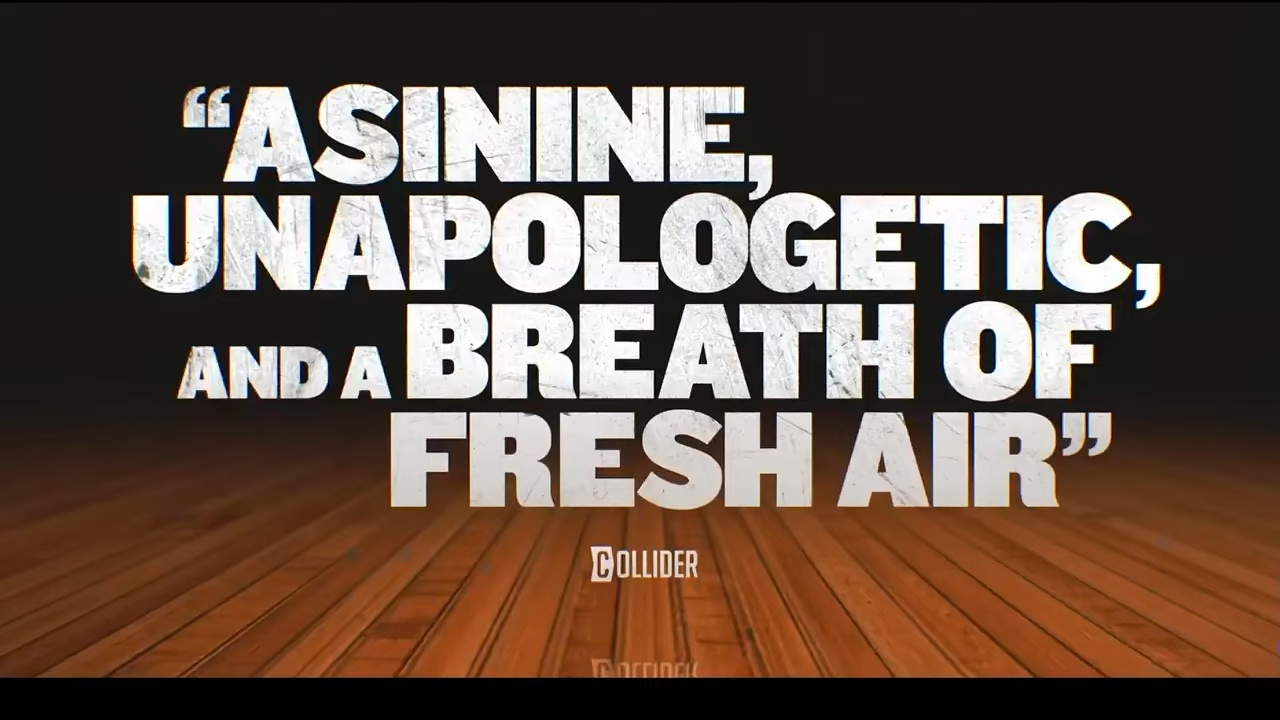 “ASININE,
UNAPOLOGETIC,
AND A BREATH OF
FRESH AIR”
COLLIDER